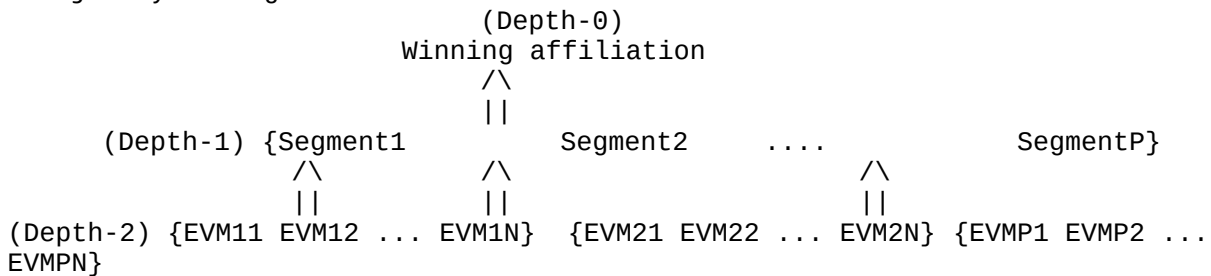 (Depth-0)
Winning affiliation
/\
||
(Depth-1) {Segment1 Segment2 .... SegmentP}
/\ /\ /\
|| || ||
(Depth-2) {EVM11 EVM12 ... EVM1N} {EVM21 EVM22 ... EVM2N} {EVMP1 EVMP2 ...
EVMPN}